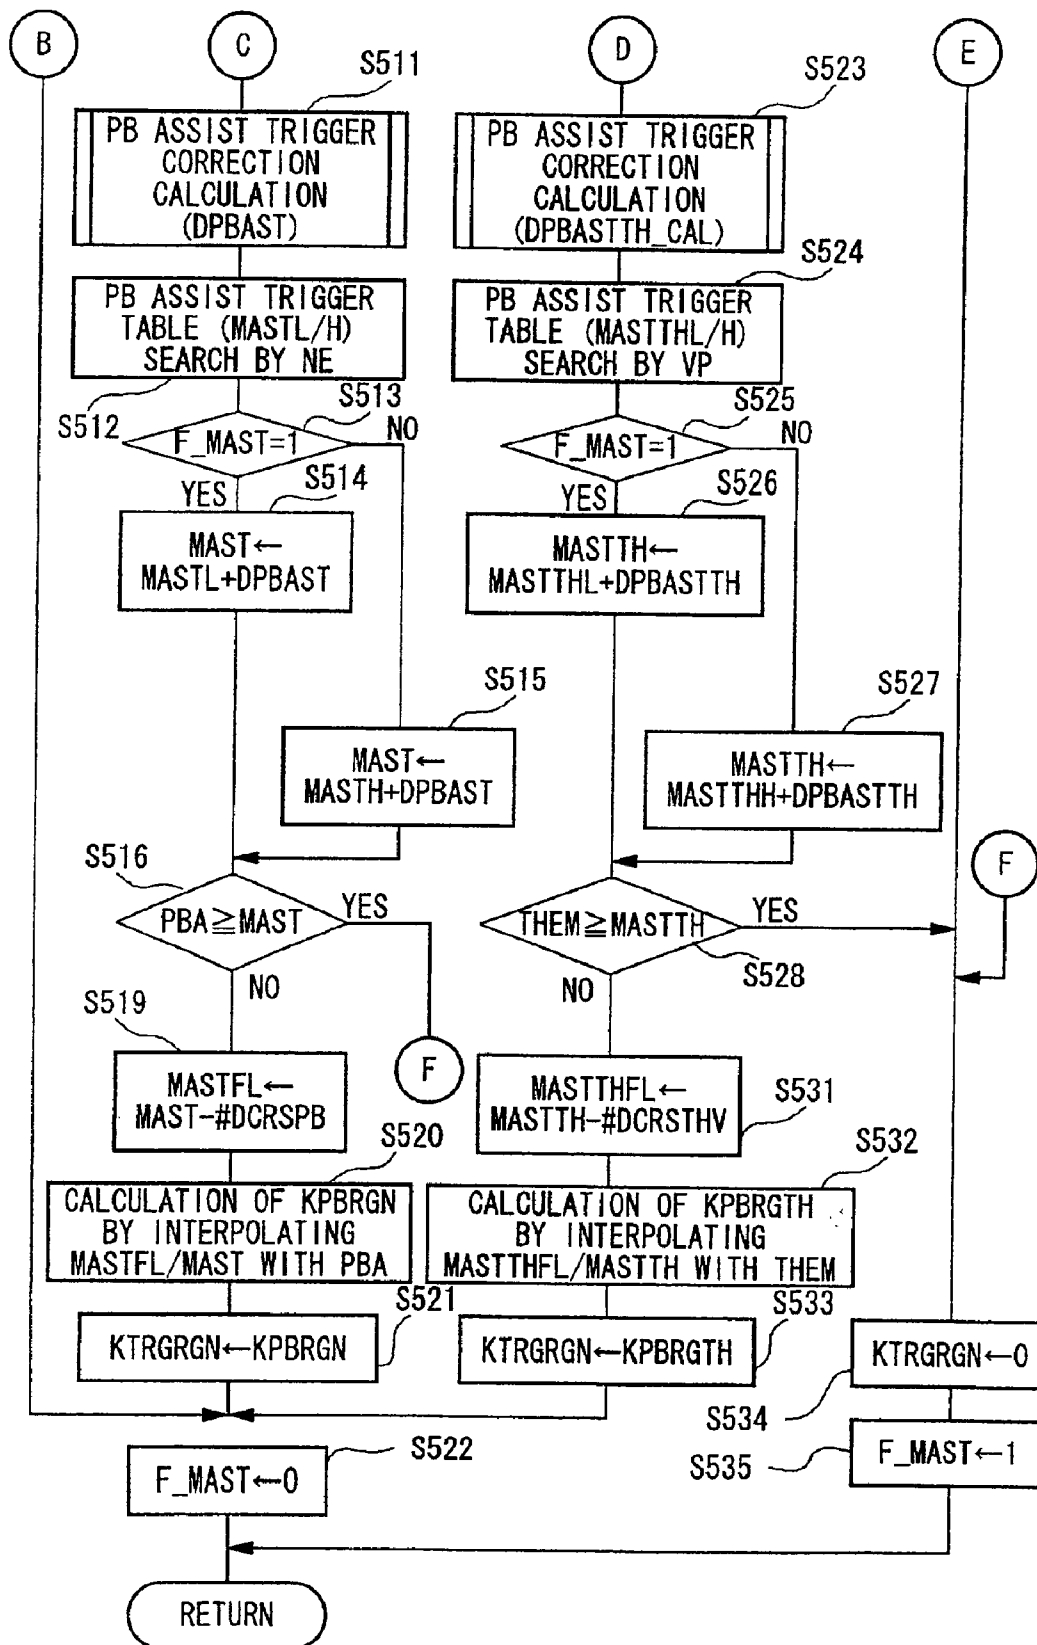 B
C
D
E
S511
PB ASSIST TRIGGER
CORRECTION
CALCULATION
(DPBAST)
S523
PB ASSIST TRIGGER
CORRECTION
CALCULATION
(DPBASTTH_CAL)
PB ASSIST TRIGGER
TABLE (MASTL/H)
SEARCH BY NE
S512
S524
PB ASSIST TRIGGER
TABLE (MASTTHL/H)
SEARCH BY VP
S513
F_MAST=1
NO
YES
S525
F_MAST=1
NO
YES
S514
MAST←
MASTL+DPBAST
S526
MASTTH←
MASTTHL+DPBASTTH
S515
MAST←
MASTH+DPBAST
S527
MASTTH←
MASTTHH+DPBASTTH
S516
PBA≧MAST
YES
NO
F
THEM≧MASTTH
YES
S528
NO
F
S519
MASTFL←
MAST-#DCRSPB
MASTTHFL←
MASTTH-#DCRSTHV
S531
S520
CALCULATION OF KPBRGN
BY INTERPOLATING
MASTFL/MAST WITH PBA
S532
CALCULATION OF KPBRGTH
BY INTERPOLATING
MASTTHFL/MASTTH WITH THEM
S521
KTRGRGN←KPBRGN
S533
KTRGRGN←KPBRGTH
KTRGRGN←0
S534
S522
F_MAST←0
S535
F_MAST←1
RETURN